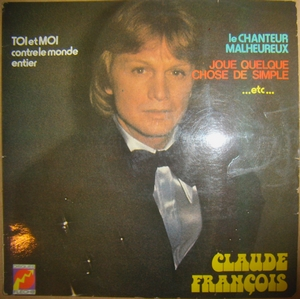 TOI et MOI
contre le monde
entier
le CHANTEUR
MALHEUREUX
JOUE QUELQUE
CHOSE DE SIMPLE
...etc...
CLAUDE
FRANÇOIS